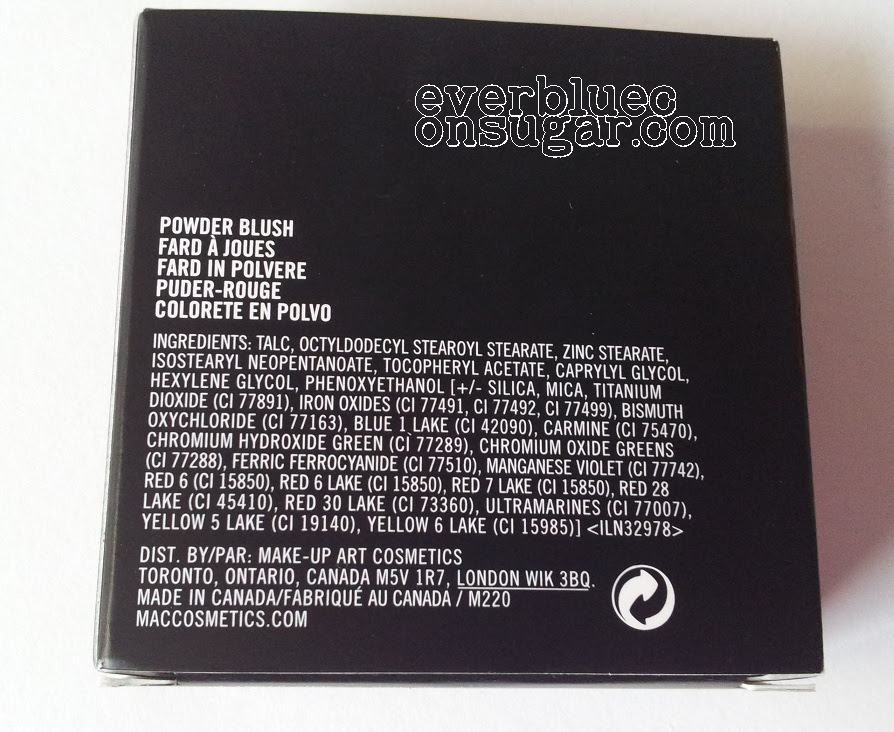 everbluec
onsugar.com
POWDER BLUSH
FARD À JOUES
FARD IN POLVERE
PUDER-ROUGE
COLORETE EN POLVO
INGREDIENTS: TALC, OCTYLDODECYL STEAROYL STEARATE, ZINC STEARATE,
ISOSTEARYL NEOPENTANOATE, TOCOPHERYL ACETATE, CAPRYLYL GLYCOL,
HEXYLENE GLYCOL, PHENOXYETHANOL [+/- SILICA, MICA, TITANIUM
DIOXIDE (CI 77891), IRON OXIDES (CI 77491, CI 77492, CI 77499), BISMUTH
OXYCHLORIDE (CI 77163), BLUE 1 LAKE (CI 42090), CARMINE (CI 75470),
CHROMIUM HYDROXIDE GREEN (CI 77289), CHROMIUM OXIDE GREENS
(CI 77288), FERRIC FERROCYANIDE (CI 77510), MANGANESE VIOLET (CI 77742),
RED 6 (CI 15850), RED 6 LAKE (CI 15850), RED 7 LAKE (CI 15850), RED 28
LAKE (CI 45410), RED 30 LAKE (CI 73360), ULTRAMARINES (CI 77007),
YELLOW 5 LAKE (CI 19140), YELLOW 6 LAKE (CI 15985)] <ILN32978>
DIST. BY/PAR: MAKE-UP ART COSMETICS
TORONTO, ONTARIO, CANADA M5V 1R7, LONDON WIK 3BQ.
MADE IN CANADA/FABRIQUÉ AU CANADA / M220
MACCOSMETICS.COM